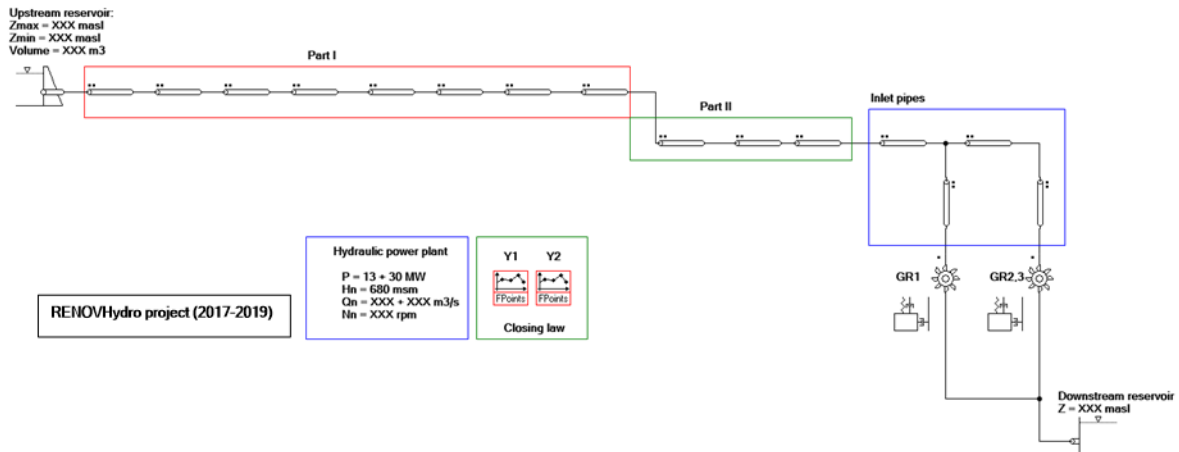 Upstream reservoir:
Zmax = XXX masl
Zmin = XXX masl
Volume = XXX m3
Part I
Part II
Inlet pipes
Hydraulic power plant
P = 13 + 30 MW
Hn = 680 msm
Qn = XXX + XXX m3/s
Nn = XXX rpm
Y1 Y2
FPoints FPoints
Closing law
GR1 GR2,3
RENOVHydro project (2017-2019)
Downstream reservoir
Z = XXX masl